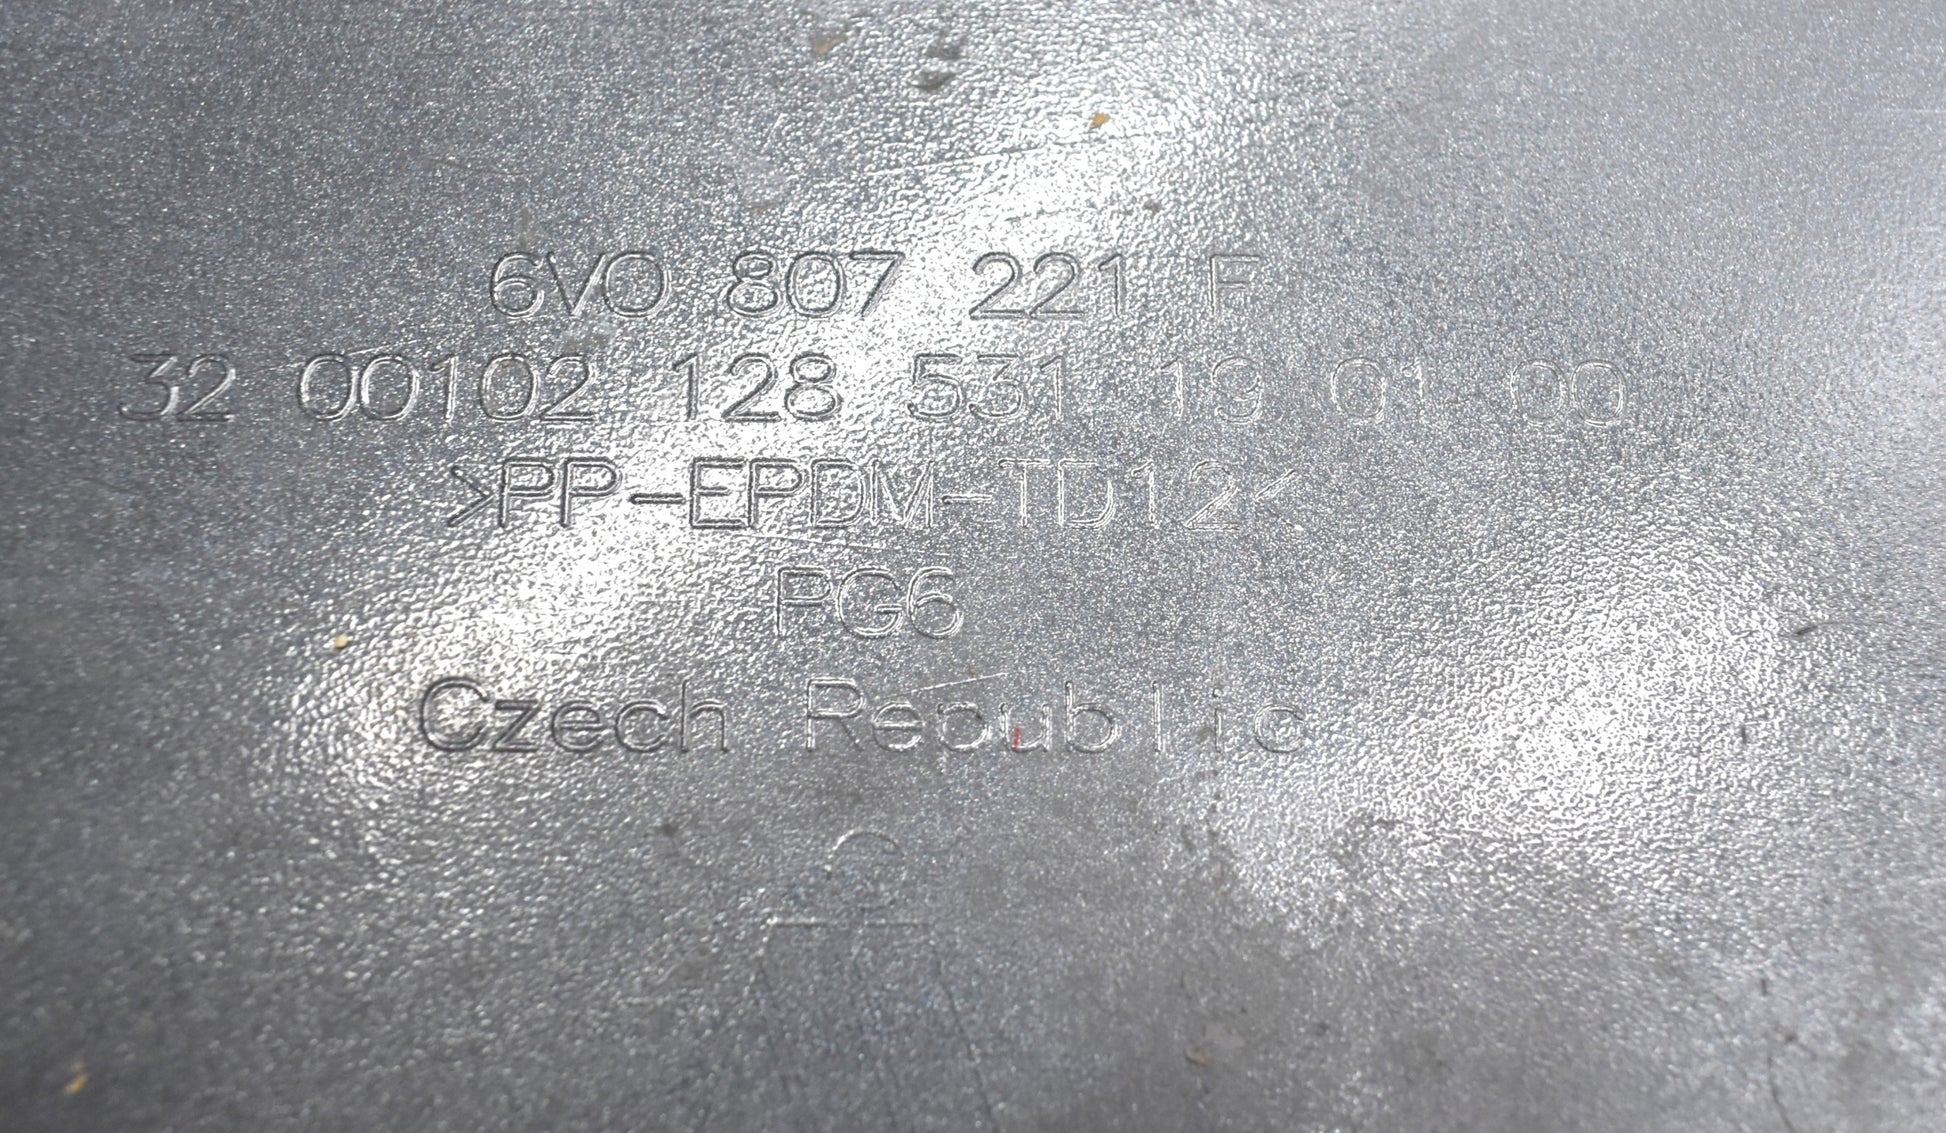 6V0 807 221 F
32 00102 128 531 19 01 00
>PP-EPDM-TD12<
PG6
Czech Republic